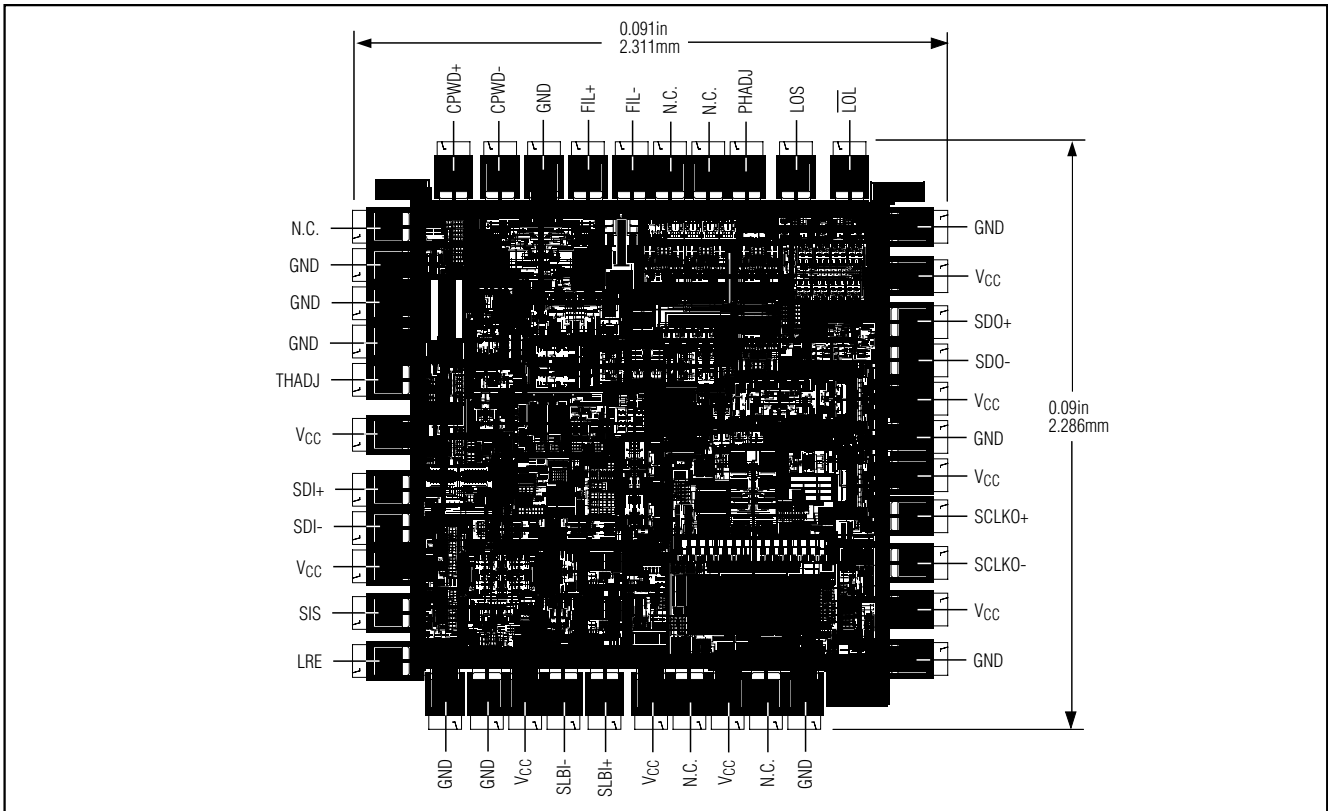 0.091in
2.311mm
CPWD+
CPWD-
GND
FIL+
FIL-
N.C.
N.C.
PHADJ
LOS
LOL
N.C.
GND
GND
GND
THADJ
VCC
SDI+
SDI-
VCC
SIS
LRE
GND
VCC
SDO+
SDO-
VCC
GND
VCC
SCLKO+
SCLKO-
VCC
GND
0.09in
2.286mm
GND
GND
VCC
SLBI-
SLBI+
VCC
N.C.
VCC
N.C.
GND